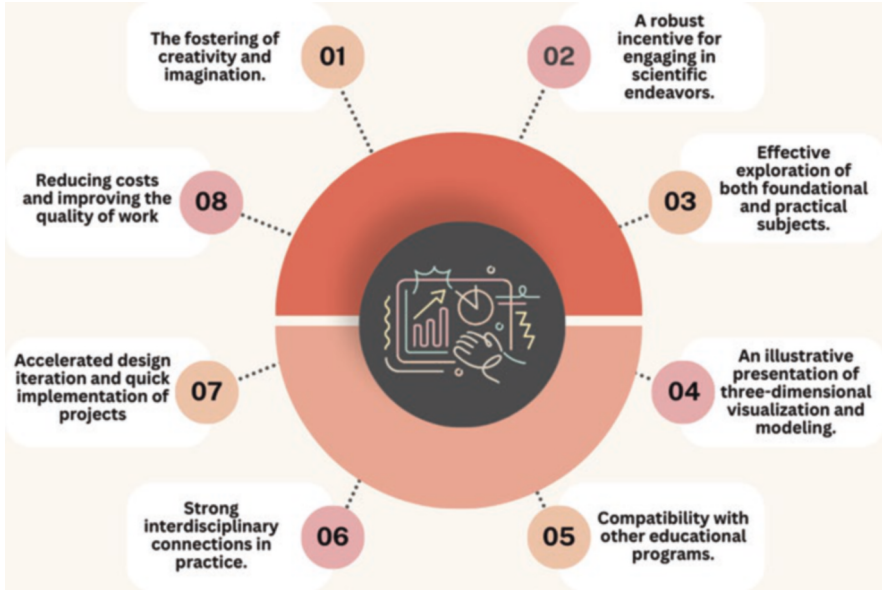 01
The fostering of
creativity and
imagination.
02
A robust
incentive for
engaging in
scientific
endeavors.
03
Effective
exploration of
both foundational
and practical
subjects.
04
An illustrative
presentation of
three-dimensional
visualization and
modeling.
05
Compatibility with
other educational
programs.
06
Strong
interdisciplinary
connections in
practice.
07
Accelerated design
iteration and quick
implementation of
projects
08
Reducing costs
and improving the
quality of work